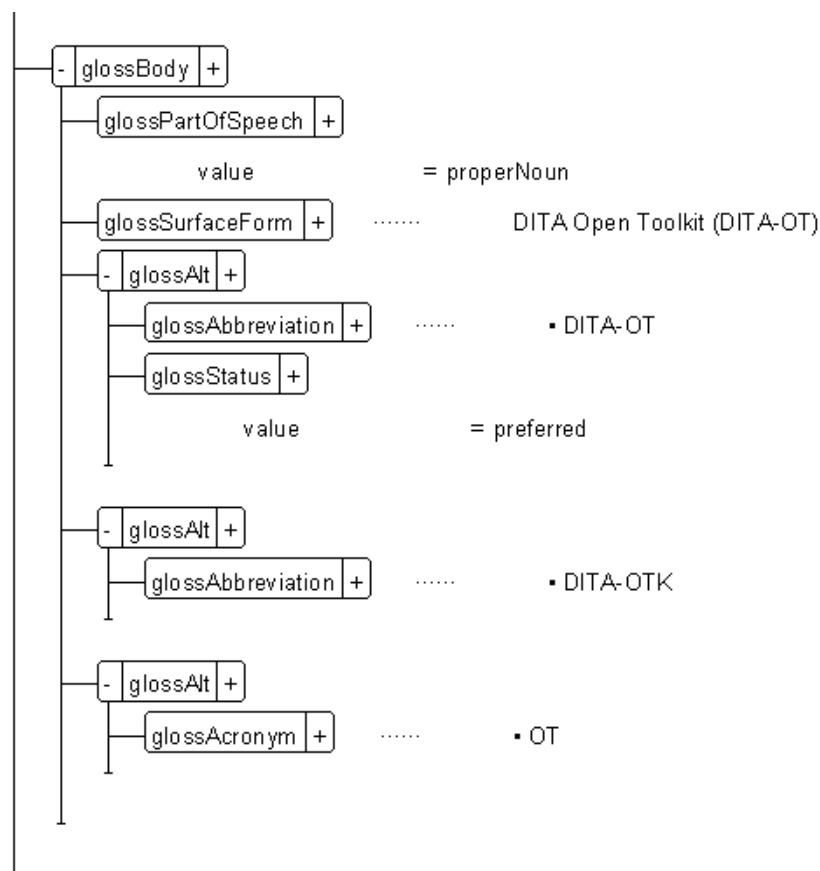 - glossBody +
glossPartOfSpeech +
value = properNoun
glossSurfaceForm + ...... DITA Open Toolkit (DITA-OT)
- glossAlt +
glossAbbreviation + ...... ▪ DITA-OT
glossStatus +
value = preferred
- glossAlt +
glossAbbreviation + ...... ▪ DITA-OTK
- glossAlt +
glossAcronym + ...... ▪ OT